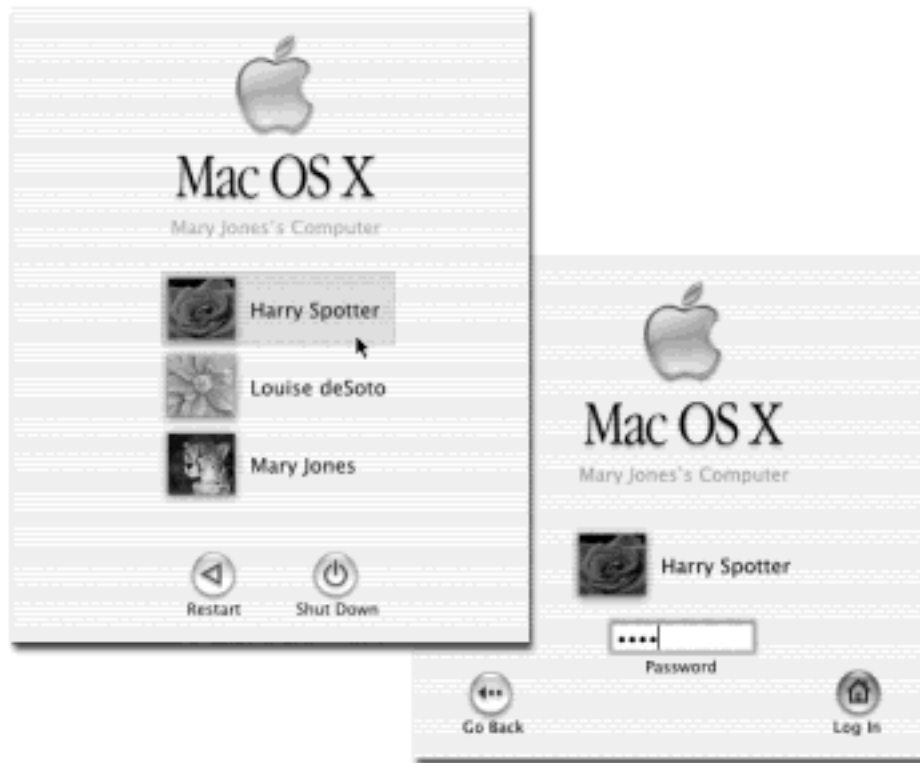 Mac OS X
Mary Jones's Computer
Harry Spotter
Louise deSoto
Mary Jones
Restart
Shut Down
Mac OS X
Mary Jones's Computer
Harry Spotter
••••
Password
Go Back
Log In